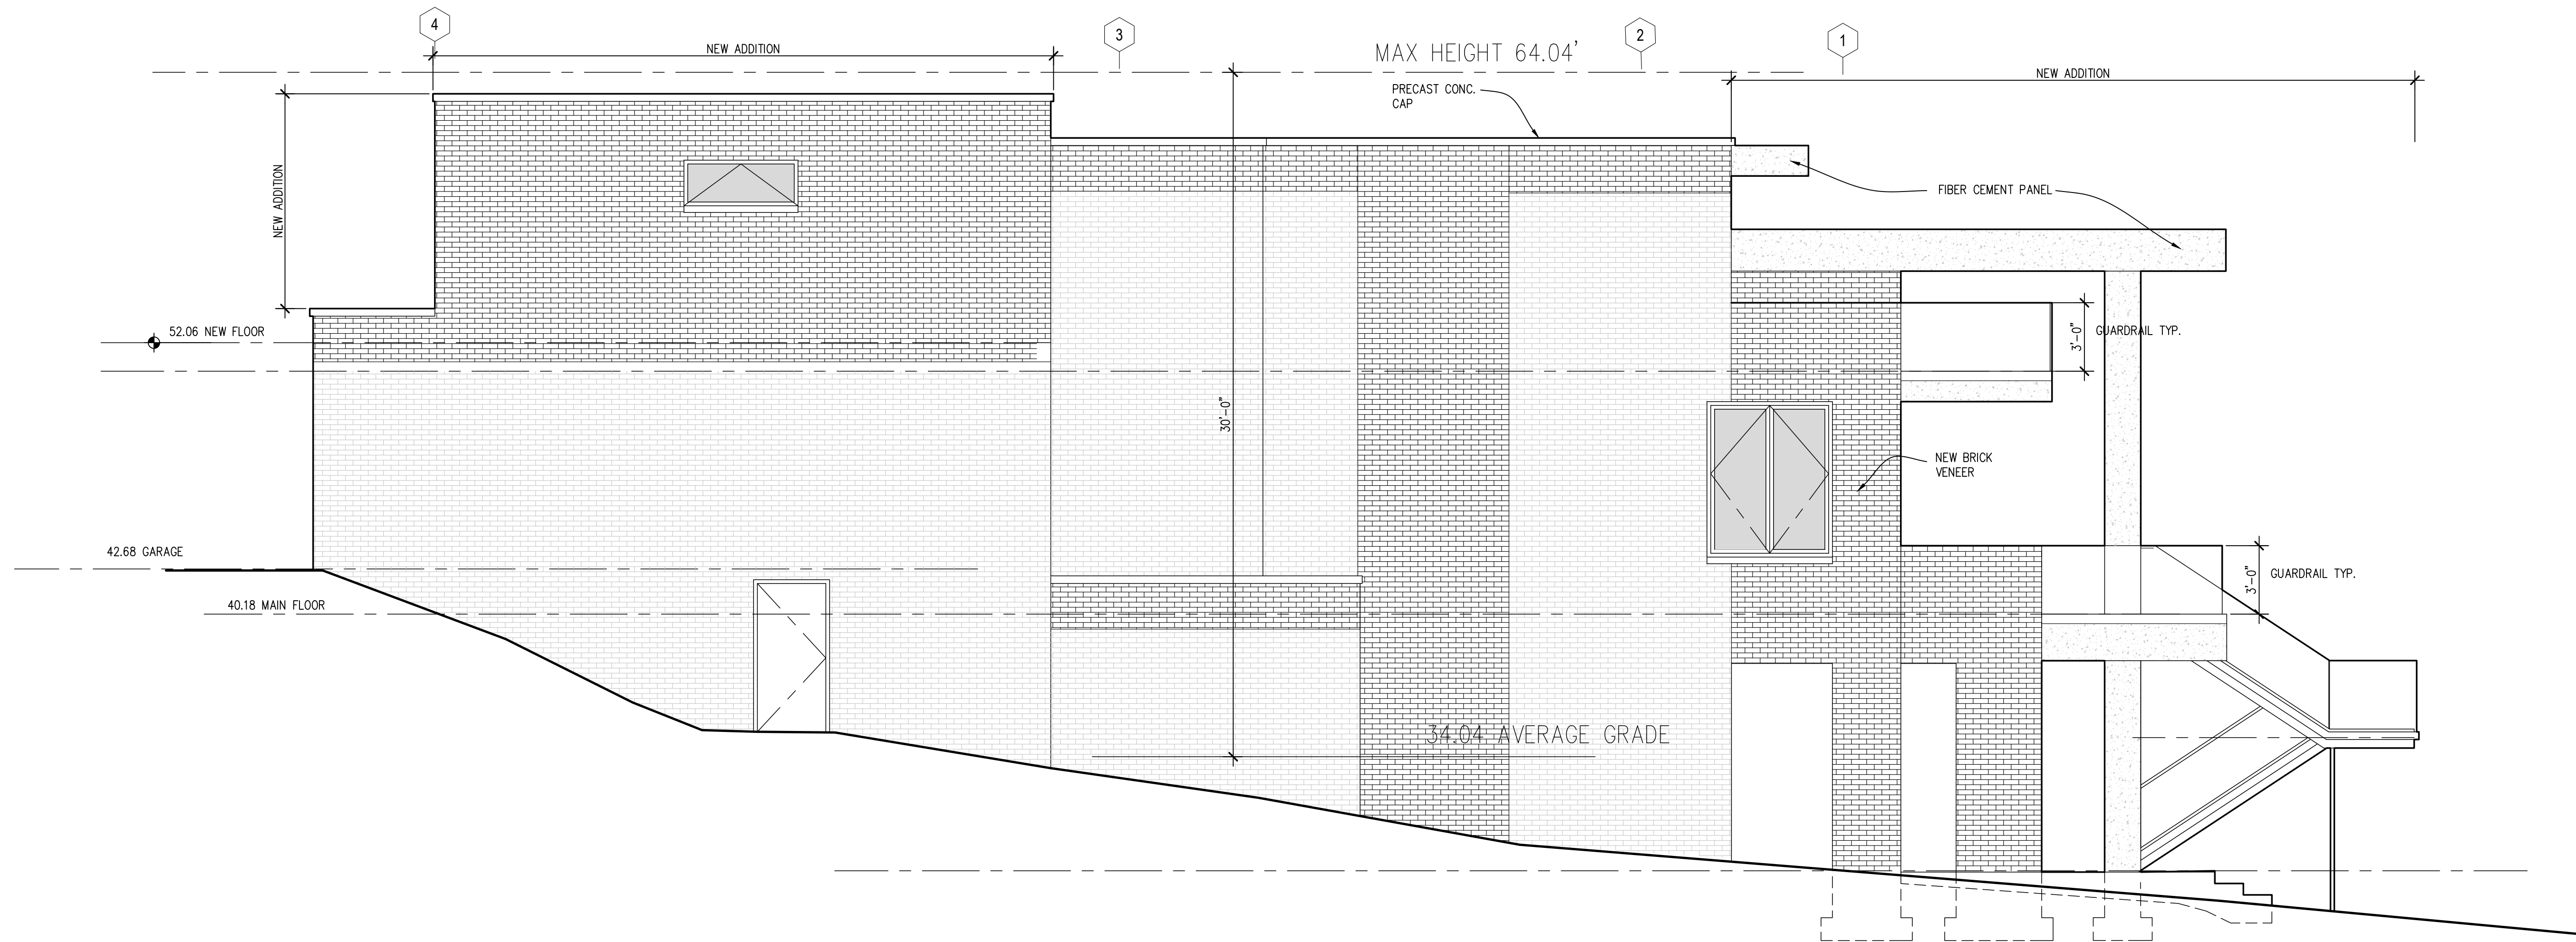 4
3
2
1
NEW ADDITION
MAX HEIGHT 64.04'
NEW ADDITION
PRECAST CONC.
CAP
NEW ADDITION
FIBER CEMENT PANEL
52.06 NEW FLOOR
3'-0"
GUARDRAIL TYP.
30'-0"
NEW BRICK
VENEER
42.68 GARAGE
3'-0"
GUARDRAIL TYP.
40.18 MAIN FLOOR
34.04 AVERAGE GRADE